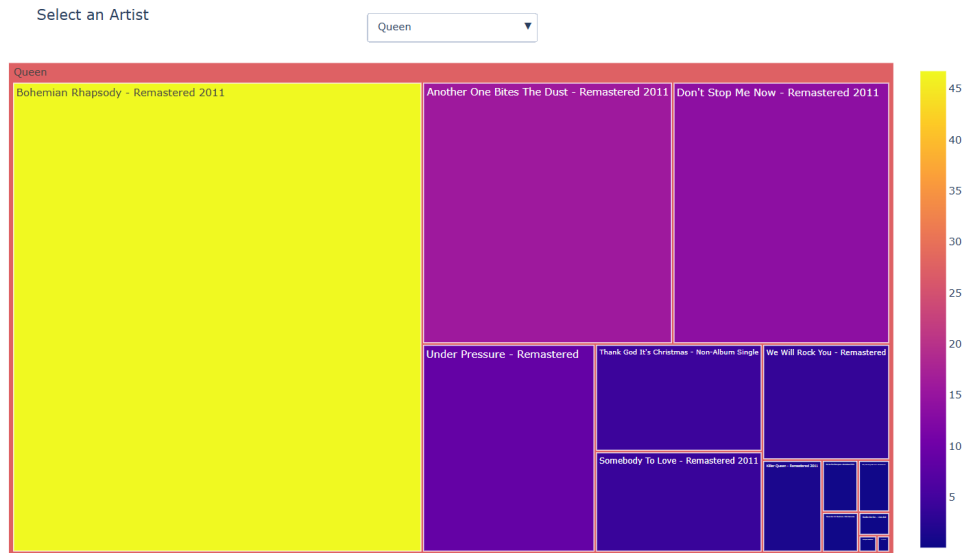 Select an Artist
Queen ▼
Queen
Bohemian Rhapsody - Remastered 2011
Another One Bites The Dust - Remastered 2011
Don't Stop Me Now - Remastered 2011
Under Pressure - Remastered
Thank God It's Christmas - Non-Album Single
We Will Rock You - Remastered
Somebody To Love - Remastered 2011
Killer Queen - Remastered 2011
45
40
35
30
25
20
15
10
5